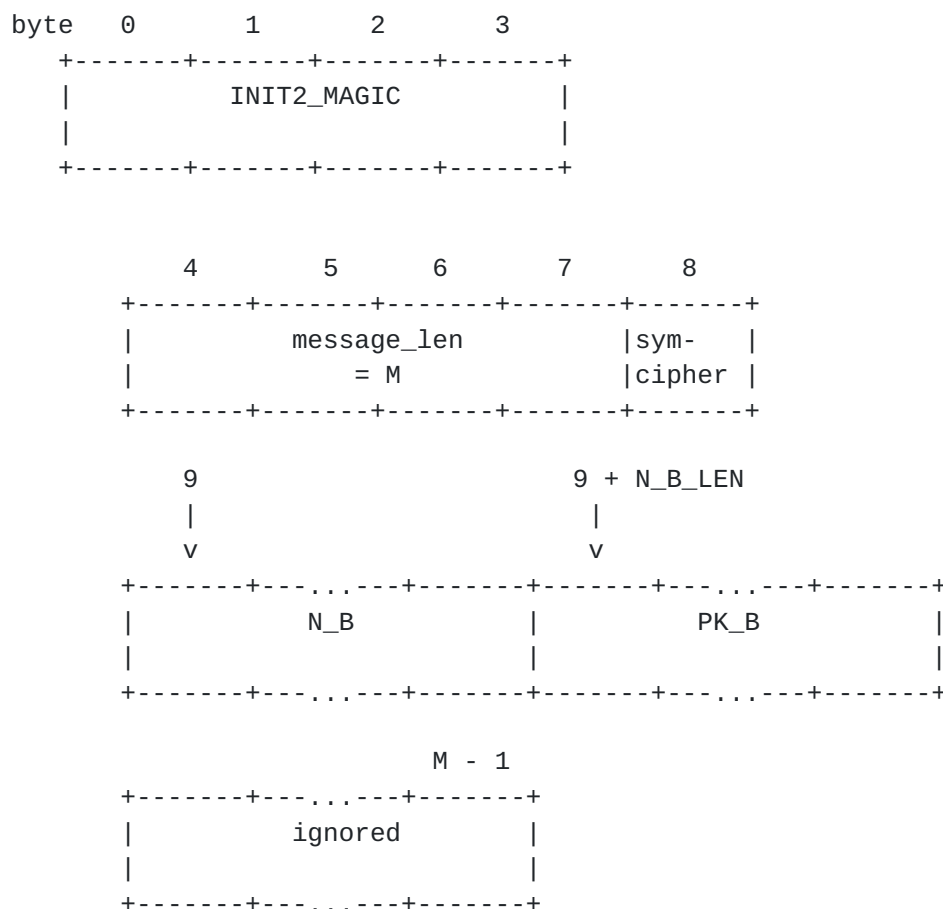 byte   0       1       2       3
   +-------+-------+-------+-------+
   |          INIT2_MAGIC          |
   |                               |
   +-------+-------+-------+-------+
           4        5      6       7       8
       +-------+-------+-------+-------+-------+
       |          message_len          |sym-   |
       |              = M              |cipher |
       +-------+-------+-------+-------+-------+
           9                        9 + N_B_LEN
           |                         |
           v                         v
       +-------+---...---+-------+-------+---...---+-------+
       |           N_B           |          PK_B           |
       |                         |                         |
       +-------+---...---+-------+-------+---...---+-------+
                           M - 1
       +-------+---...---+-------+
       |          ignored        |
       |                         |
       +-------+---...---+-------+